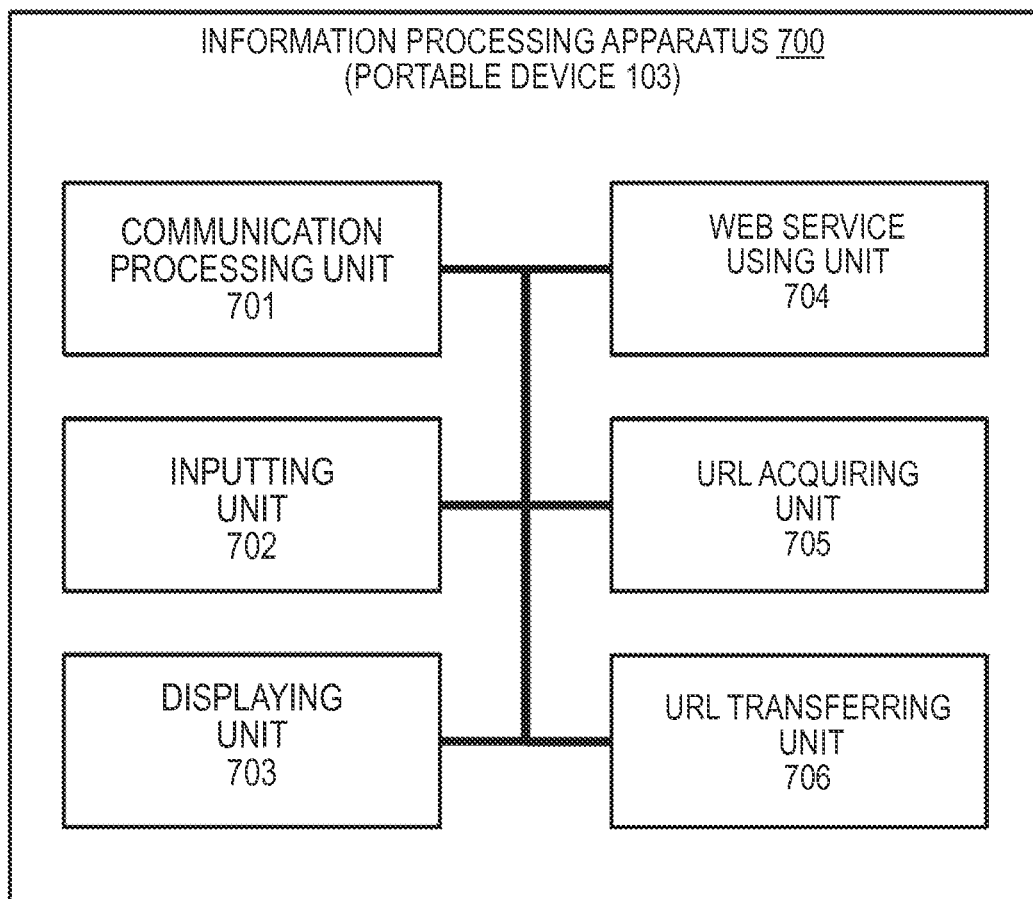 INFORMATION PROCESSING APPARATUS 700
(PORTABLE DEVICE 103)
COMMUNICATION
PROCESSING UNIT
701
WEB SERVICE
USING UNIT
704
INPUTTING
UNIT
702
URL ACQUIRING
UNIT
705
DISPLAYING
UNIT
703
URL TRANSFERRING
UNIT
706